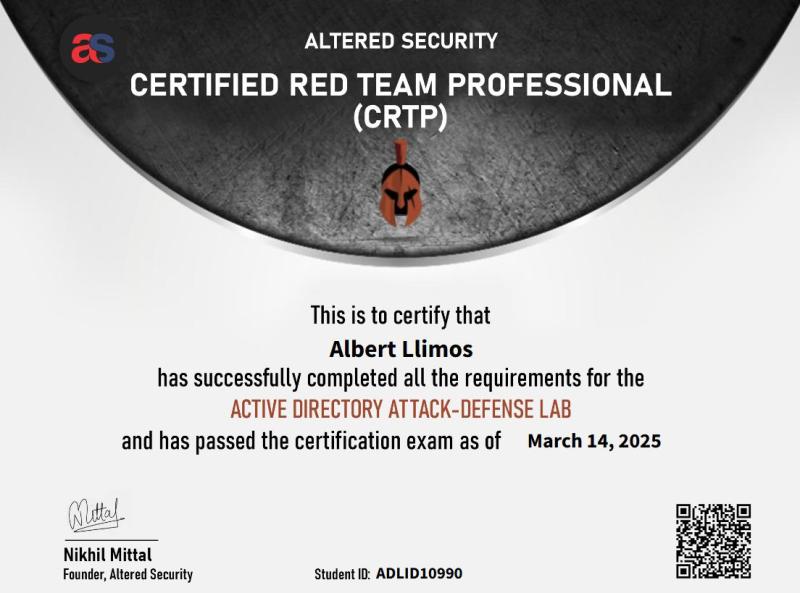 as
ALTERED SECURITY
CERTIFIED RED TEAM PROFESSIONAL
(CRTP)
This is to certify that
Albert Llimos
has successfully completed all the requirements for the
ACTIVE DIRECTORY ATTACK-DEFENSE LAB
and has passed the certification exam as of March 14, 2025
Mittal
Nikhil Mittal
Founder, Altered Security
Student ID: ADLID10990